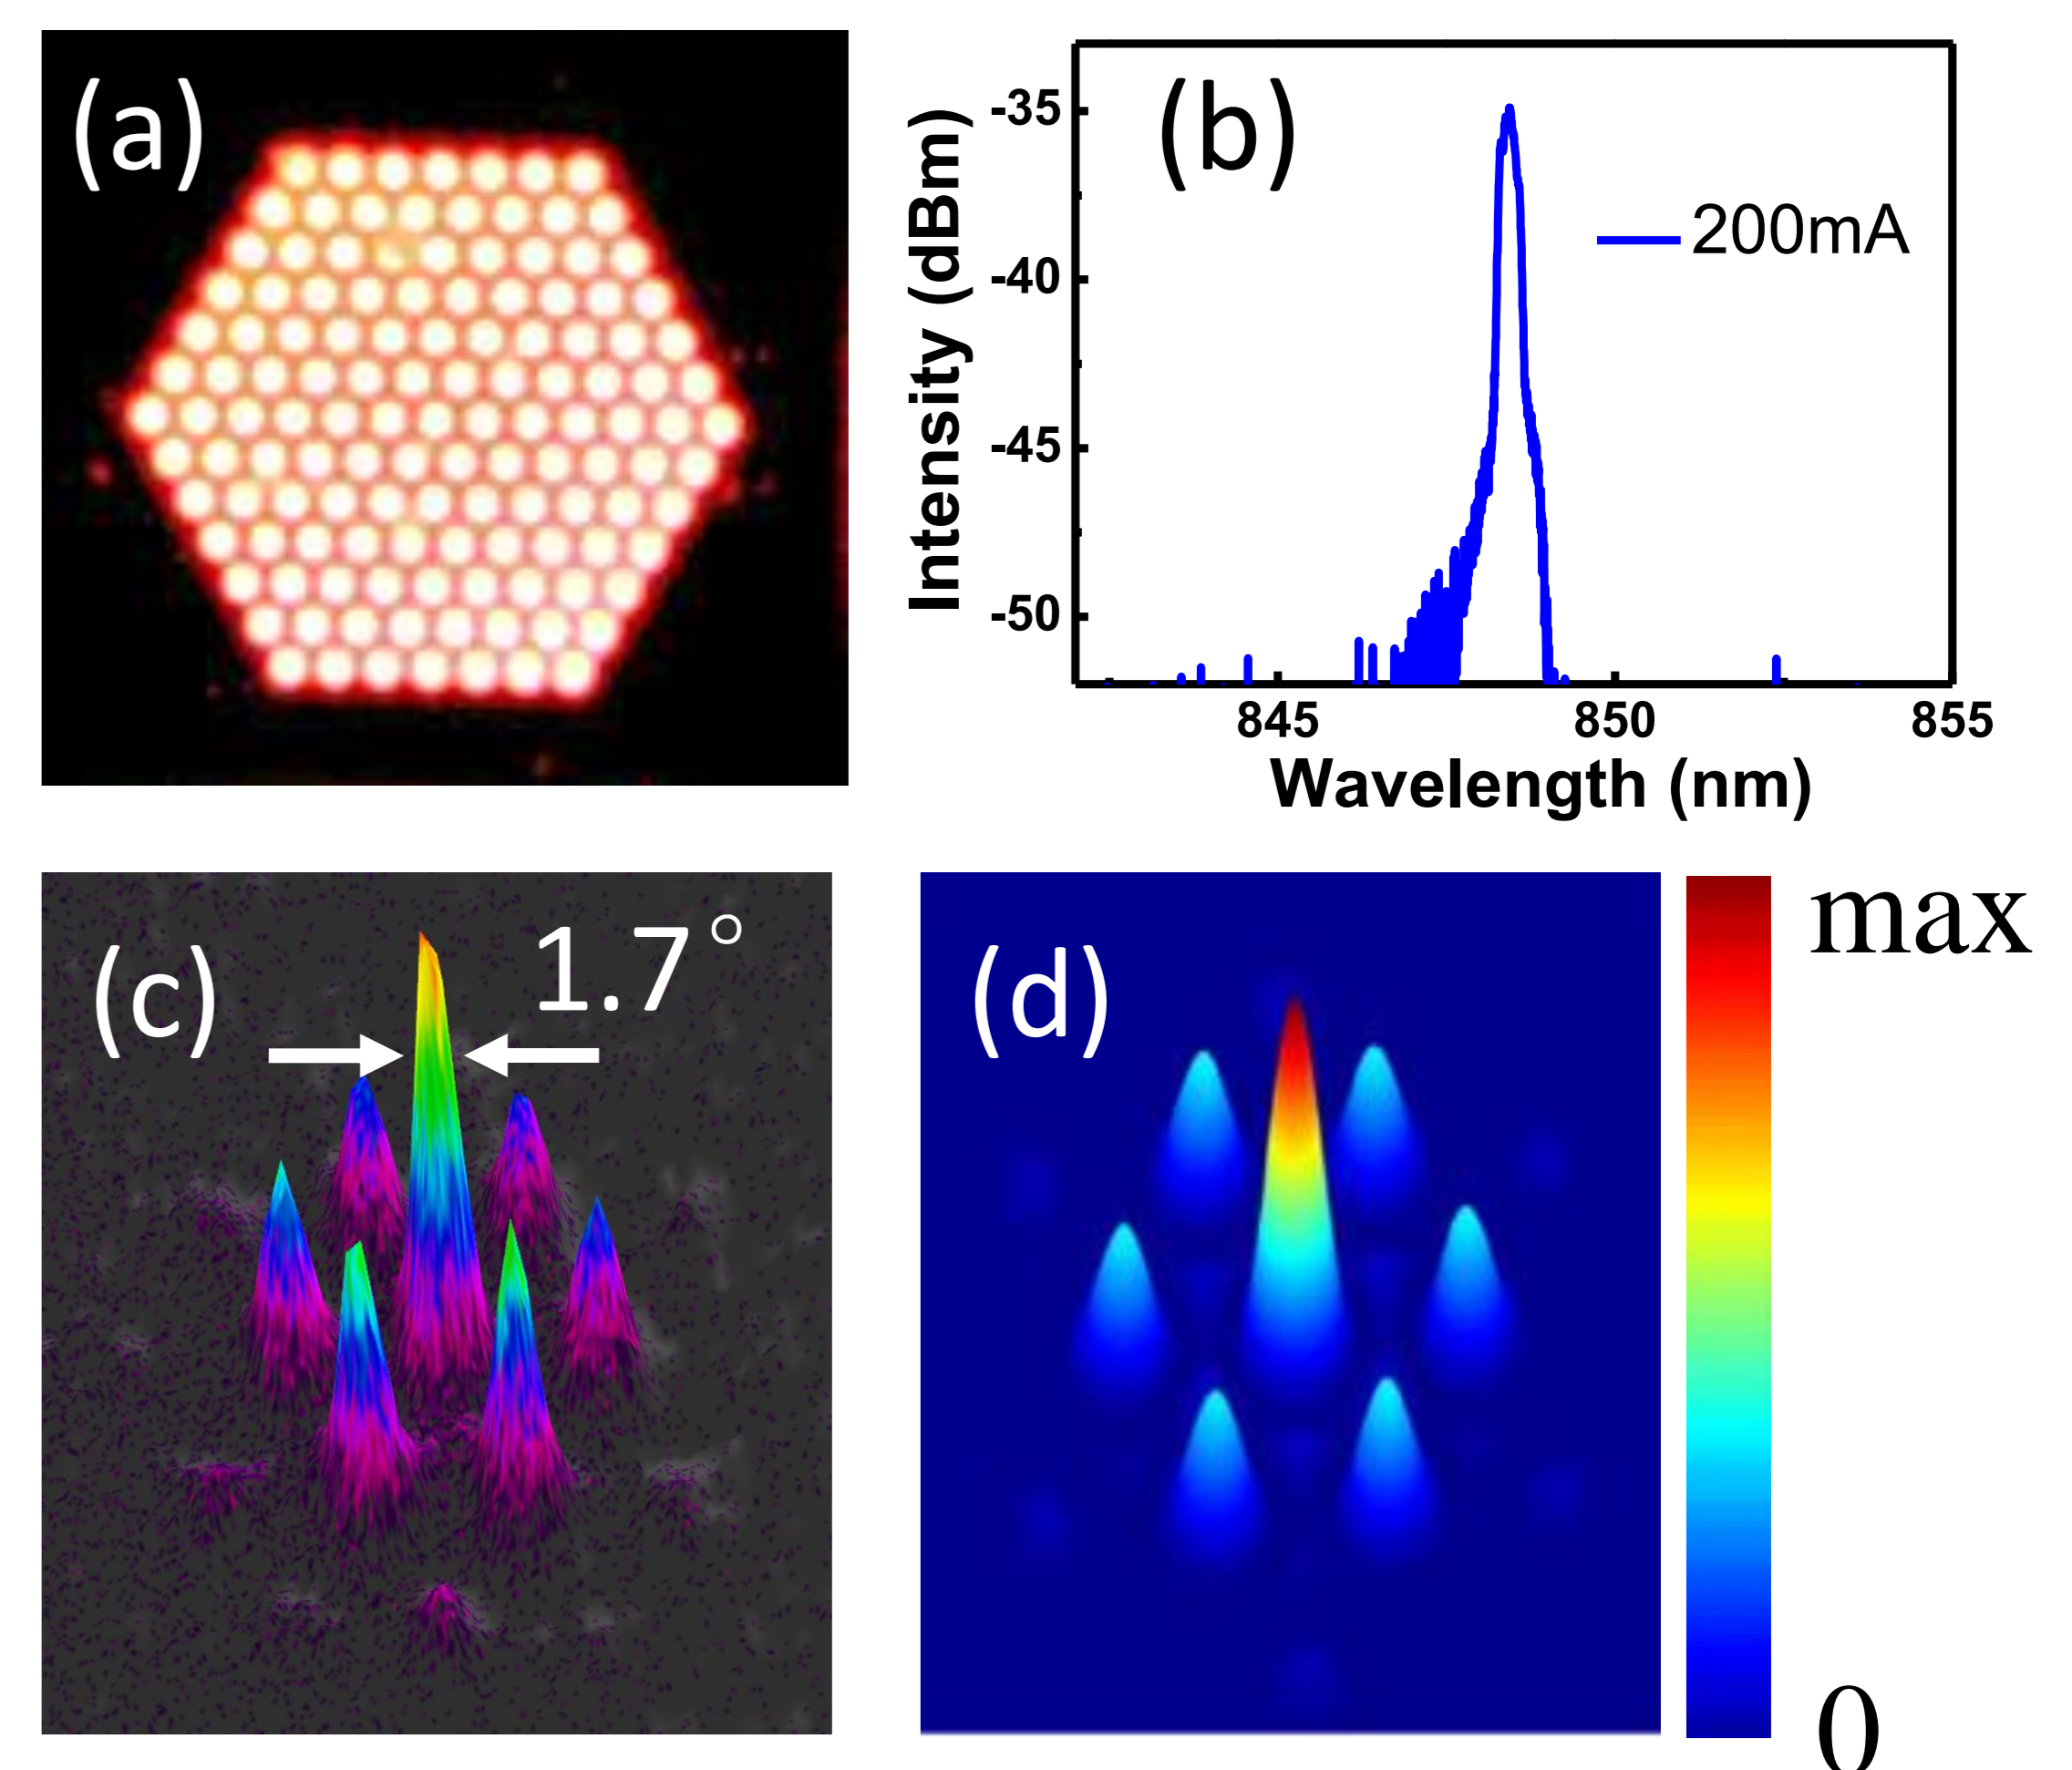 (a)
(b)
-35
-40
-45
-50
Intensity (dBm)
200mA
845
850
855
Wavelength (nm)
(c)
1.7°
(d)
max
0